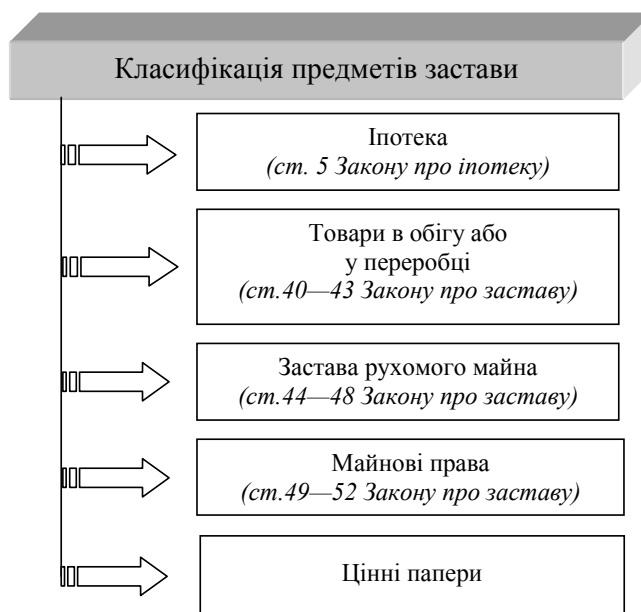 Класифікація предметів застави
Іпотека
(ст. 5 Закону про іпотеку)
Товари в обігу або
у переробці
(ст.40—43 Закону про заставу)
Застава рухомого майна
(ст.44—48 Закону про заставу)
Майнові права
(ст.49—52 Закону про заставу)
Цінні папери